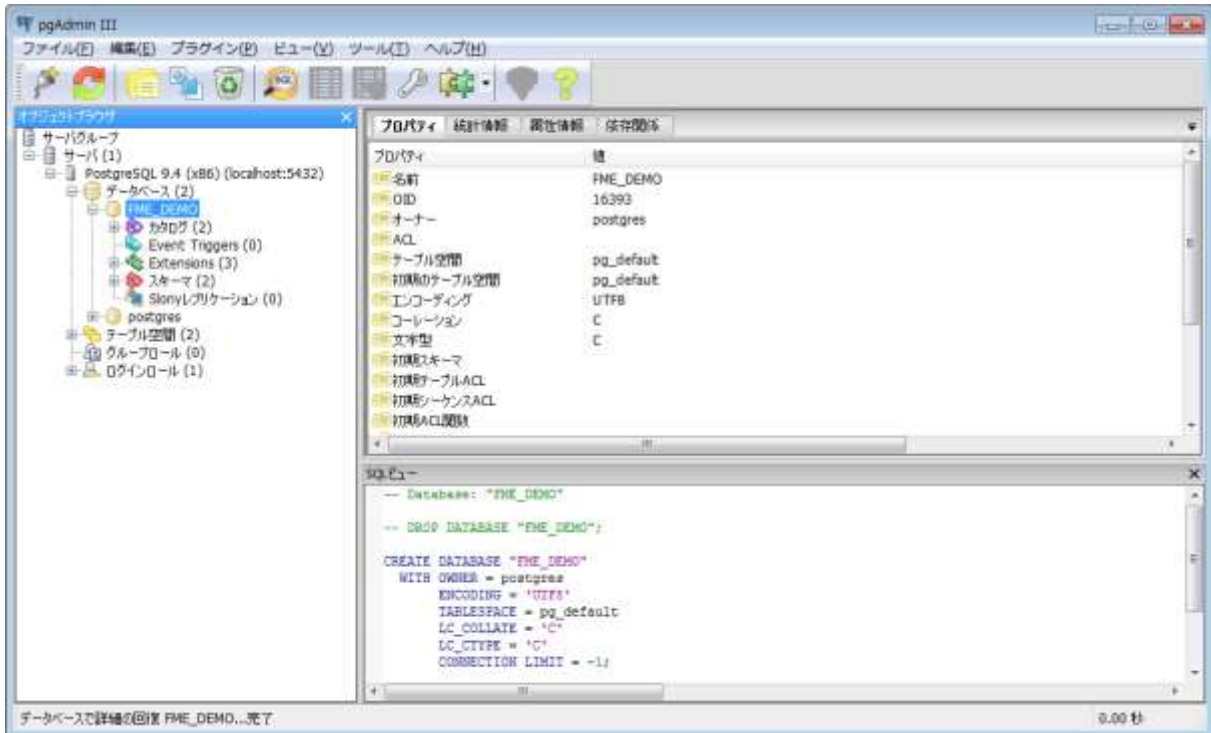 pgAdmin III
ファイル(F) 編集(E) プラグイン(P) ビュー(V) ツール(T) ヘルプ(H)
オブジェクトブラウザ
サーバグループ
サーバ (1)
PostgreSQL 9.4 (x86) (localhost:5432)
データベース (2)
FME_DEMO
カタログ (2)
Event Triggers (0)
Extensions (3)
スキーマ (2)
Slonyレプリケーション (0)
postgres
テーブル空間 (2)
グループロール (0)
ログインロール (1)
プロパティ 統計情報 属性情報 依存関係
プロパティ 値
名前 FME_DEMO
OID 16393
オーナー postgres
ACL
テーブル空間 pg_default
初期のテーブル空間 pg_default
エンコーディング UTF8
コーレーション C
文字型 C
初期スキーマ
初期テーブルACL
初期シーケンスACL
初期ACL関数
SQLビュー
-- Database: "FME_DEMO"
-- DROP DATABASE "FME_DEMO";
CREATE DATABASE "FME_DEMO"
WITH OWNER = postgres
ENCODING = 'UTF8'
TABLESPACE = pg_default
LC_COLLATE = 'C'
LC_CTYPE = 'C'
CONNECTION LIMIT = -1;
データベースで詳細の回復 FME_DEMO...完了
0.00 秒